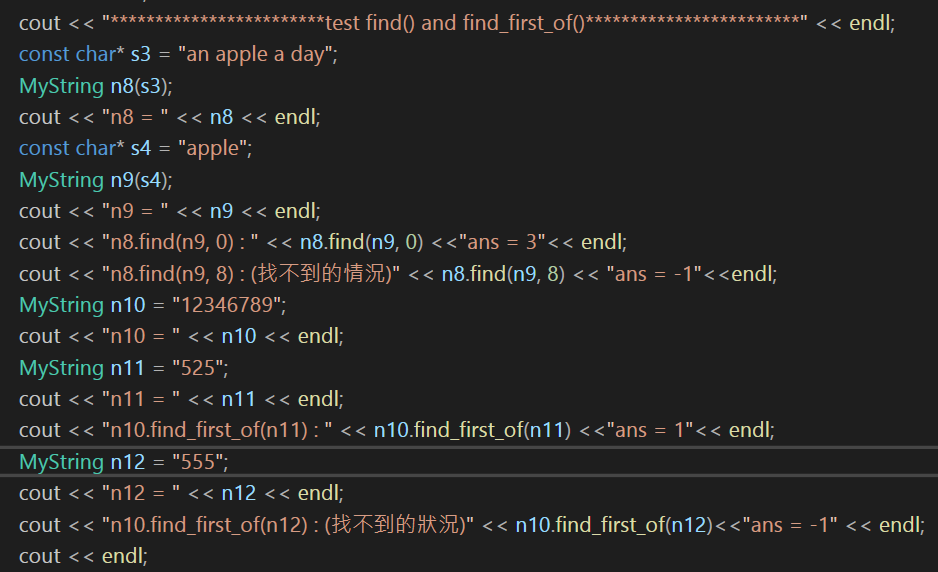 cout << "************************test find() and find_first_of()************************" << endl;
const char* s3 = "an apple a day";
MyString n8(s3);
cout << "n8 = " << n8 << endl;
const char* s4 = "apple";
MyString n9(s4);
cout << "n9 = " << n9 << endl;
cout << "n8.find(n9, 0) : " << n8.find(n9, 0) <<"ans = 3"<< endl;
cout << "n8.find(n9, 8) : (找不到的情況)" << n8.find(n9, 8) << "ans = -1"<<endl;
MyString n10 = "12346789";
cout << "n10 = " << n10 << endl;
MyString n11 = "525";
cout << "n11 = " << n11 << endl;
cout << "n10.find_first_of(n11) : " << n10.find_first_of(n11) <<"ans = 1"<< endl;
MyString n12 = "555";
cout << "n12 = " << n12 << endl;
cout << "n10.find_first_of(n12) : (找不到的狀況)" << n10.find_first_of(n12)<<"ans = -1" << endl;
cout << endl;